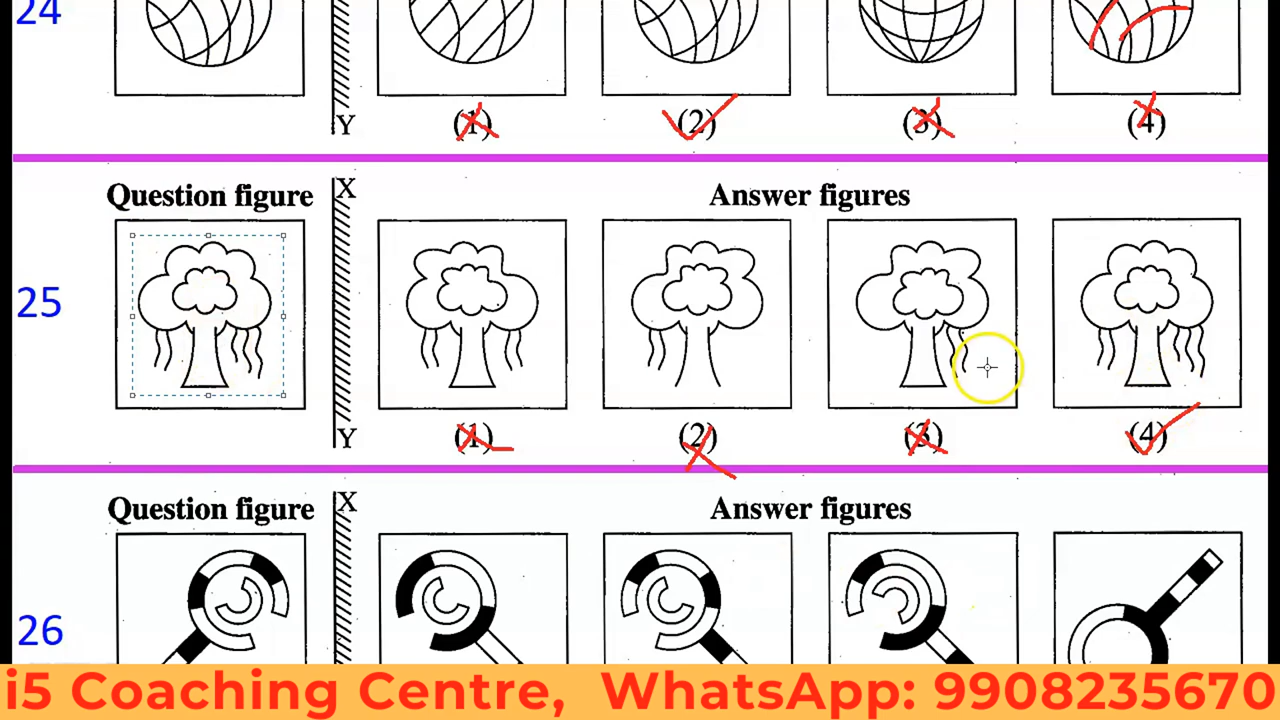 24
Y (1) (2) (3) (4)
Question figure X Answer figures
25
Y (1) (2) (3) (4)
Question figure X Answer figures
26
i5 Coaching Centre, WhatsApp: 9908235670